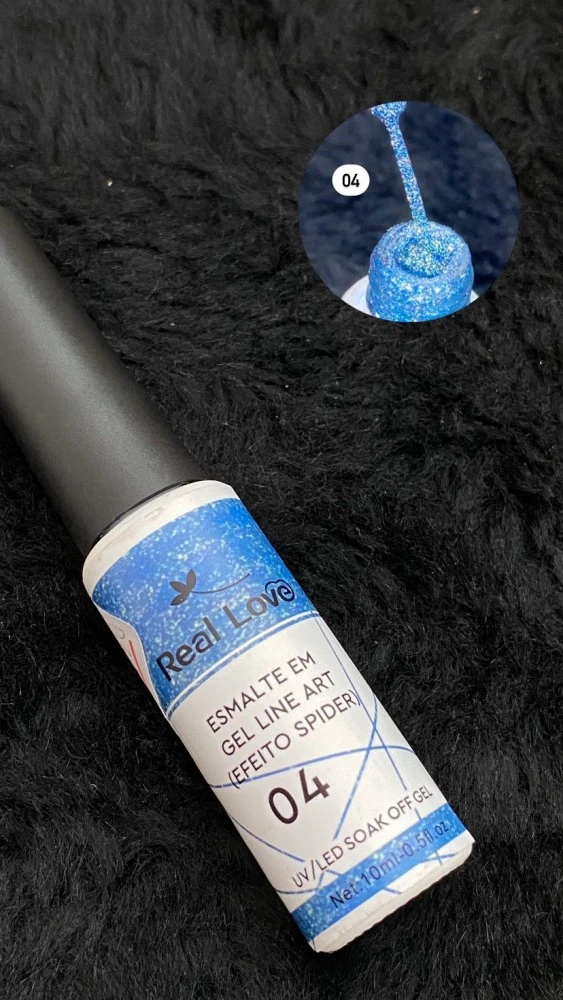 04
Real Love
ESMALTE EM
GEL LINE ART
(EFEITO SPIDER)
04
UV/LED SOAK OFF GEL
Net:10ml-0.5fl.oz.